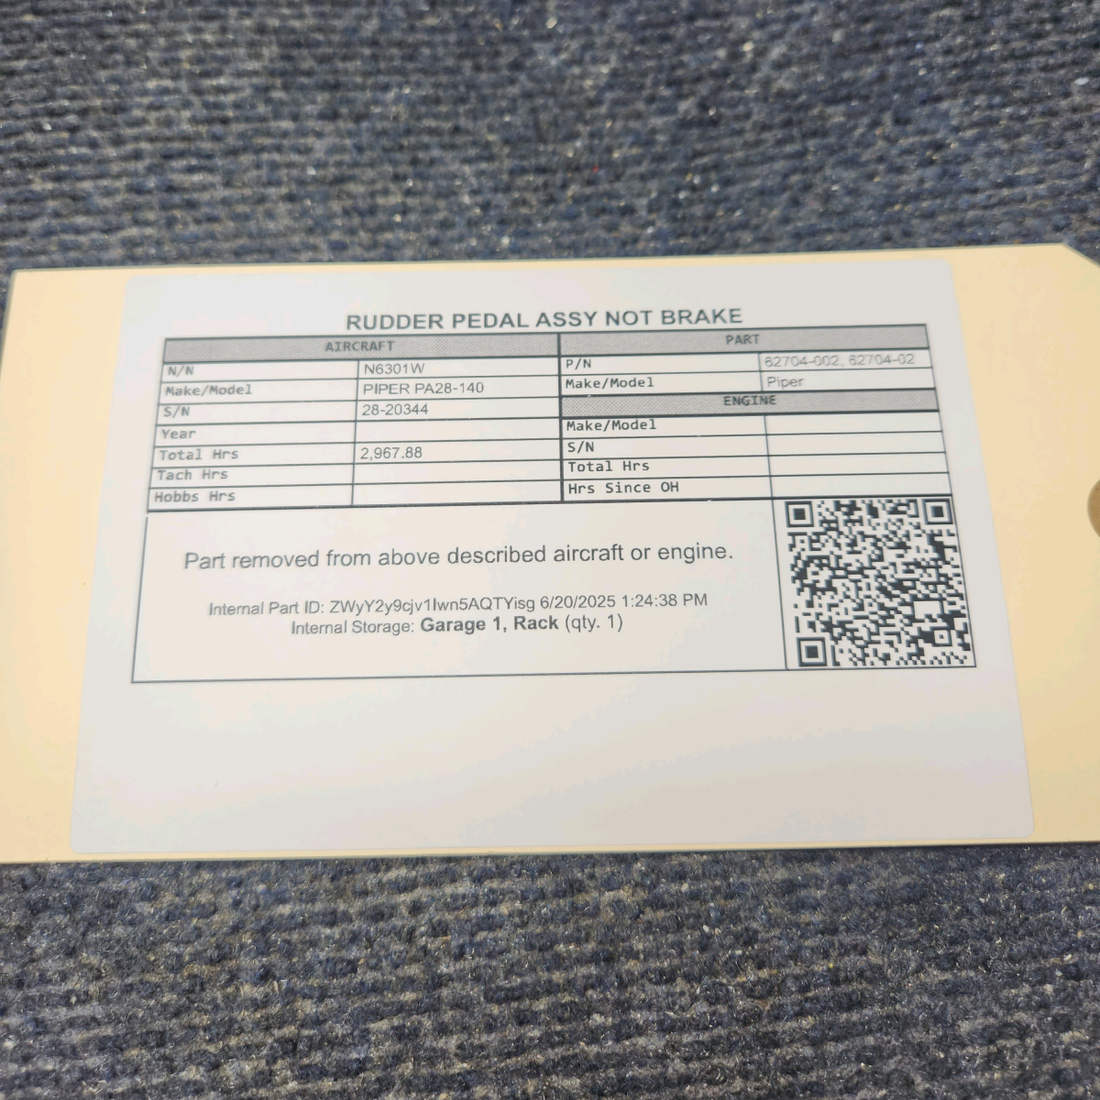 RUDDER PEDAL ASSY NOT BRAKE
AIRCRAFT
N/N N6301W
Make/Model PIPER PA28-140
S/N 28-20344
Year
Total Hrs 2,967.88
Tach Hrs
Hobbs Hrs
PART
P/N 62704-002, 62704-02
Make/Model Piper
ENGINE
Make/Model
S/N
Total Hrs
Hrs Since OH
Part removed from above described aircraft or engine.
Internal Part ID: ZWyY2y9cjv1Iwn5AQTYisg 6/20/2025 1:24:38 PM
Internal Storage: Garage 1, Rack (qty. 1)